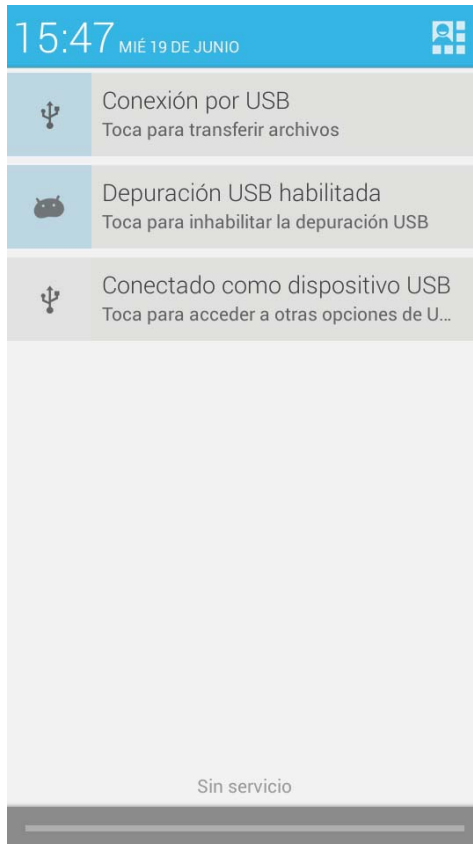 15:47 MIÉ 19 DE JUNIO
Conexión por USB
Toca para transferir archivos
Depuración USB habilitada
Toca para inhabilitar la depuración USB
Conectado como dispositivo USB
Toca para acceder a otras opciones de U...
Sin servicio